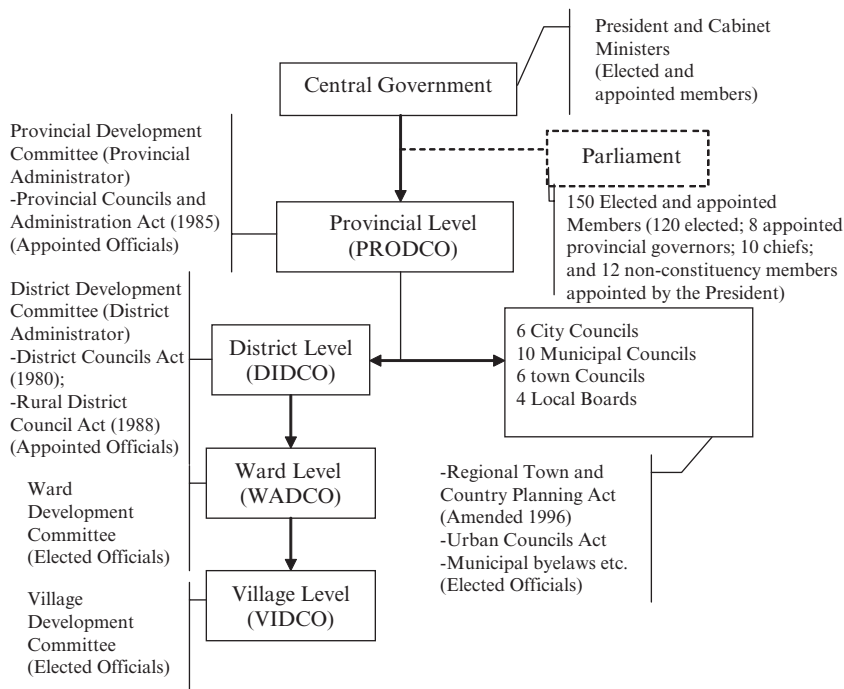 President and Cabinet
Ministers
(Elected and
appointed members)
Central Government
Provincial Development
Committee (Provincial
Administrator)
-Provincial Councils and
Administration Act (1985)
(Appointed Officials)
Parliament
150 Elected and appointed
Members (120 elected; 8 appointed
provincial governors; 10 chiefs;
and 12 non-constituency members
appointed by the President)
Provincial Level
(PRODCO)
District Development
Committee (District
Administrator)
-District Councils Act
(1980);
-Rural District
Council Act (1988)
(Appointed Officials)
District Level
(DIDCO)
6 City Councils
10 Municipal Councils
6 town Councils
4 Local Boards
Ward Level
(WADCO)
Ward
Development
Committee
(Elected Officials)
-Regional Town and
Country Planning Act
(Amended 1996)
-Urban Councils Act
-Municipal byelaws etc.
(Elected Officials)
Village Level
(VIDCO)
Village
Development
Committee
(Elected Officials)